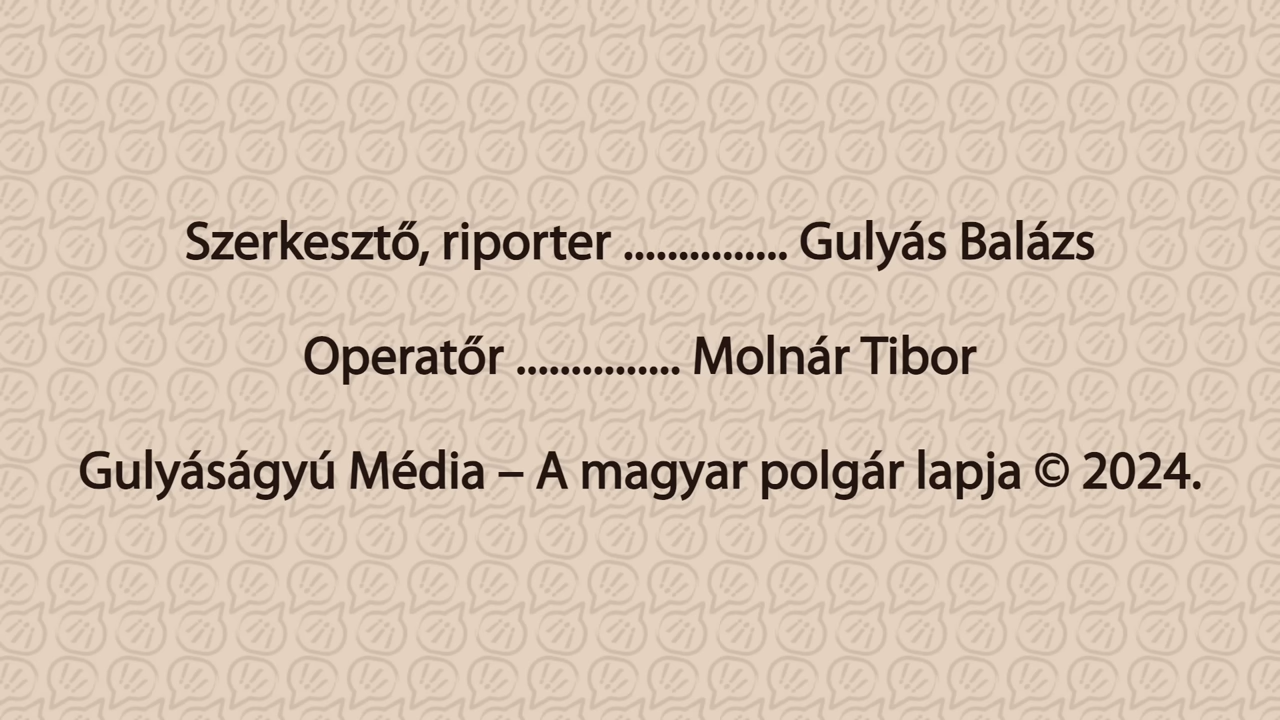 Szerkesztő, riporter ............... Gulyás Balázs
Operatőr ............... Molnár Tibor
Gulyáságyú Média – A magyar polgár lapja © 2024.